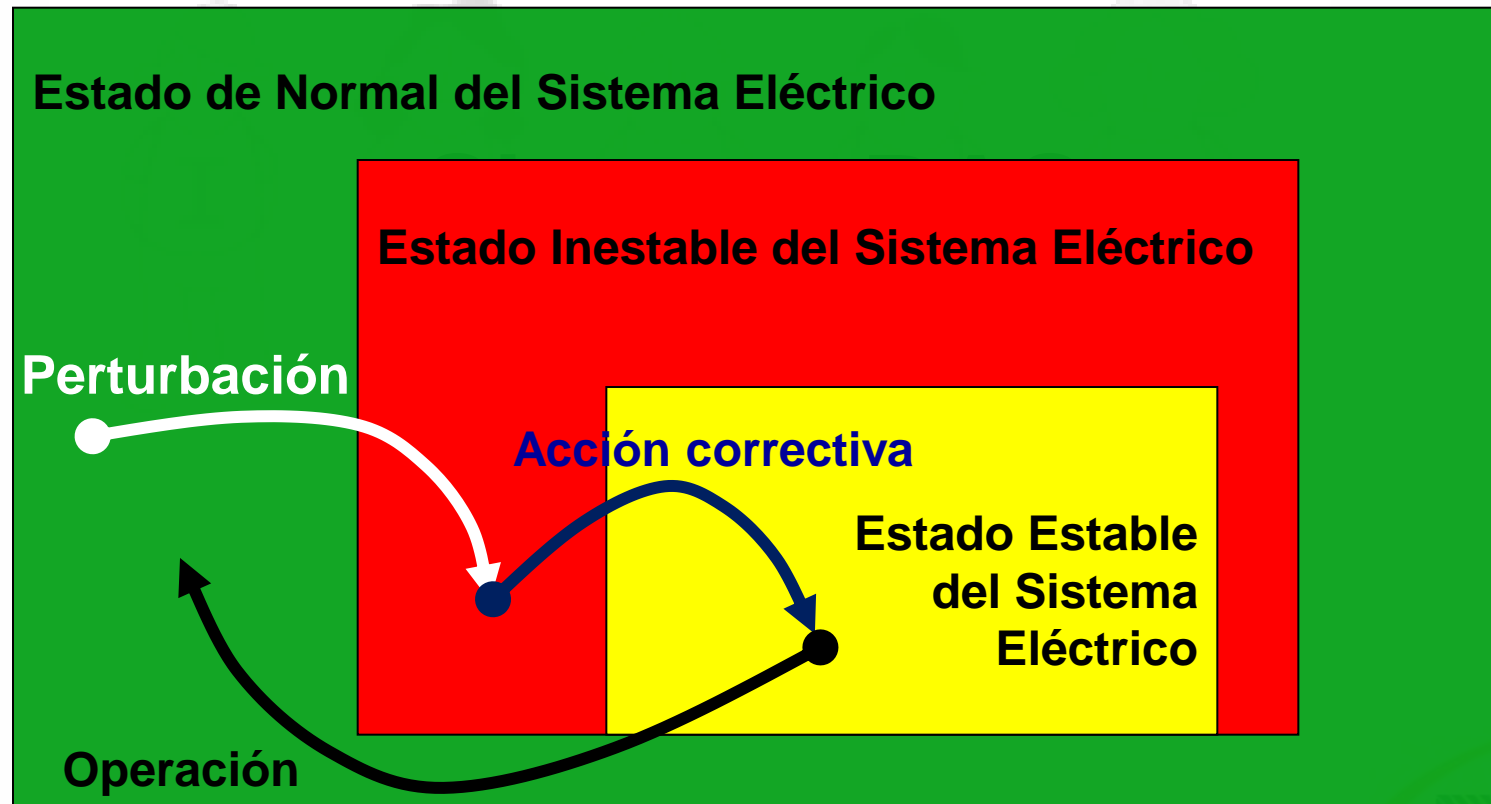 Estado de Normal del Sistema Eléctrico
Estado Inestable del Sistema Eléctrico
Perturbación
Acción correctiva
Estado Estable
del Sistema
Eléctrico
Operación